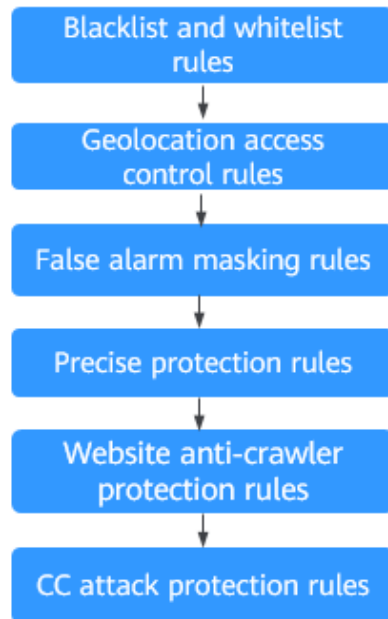 Blacklist and whitelist
rules
Geolocation access
control rules
False alarm masking rules
Precise protection rules
Website anti-crawler
protection rules
CC attack protection rules